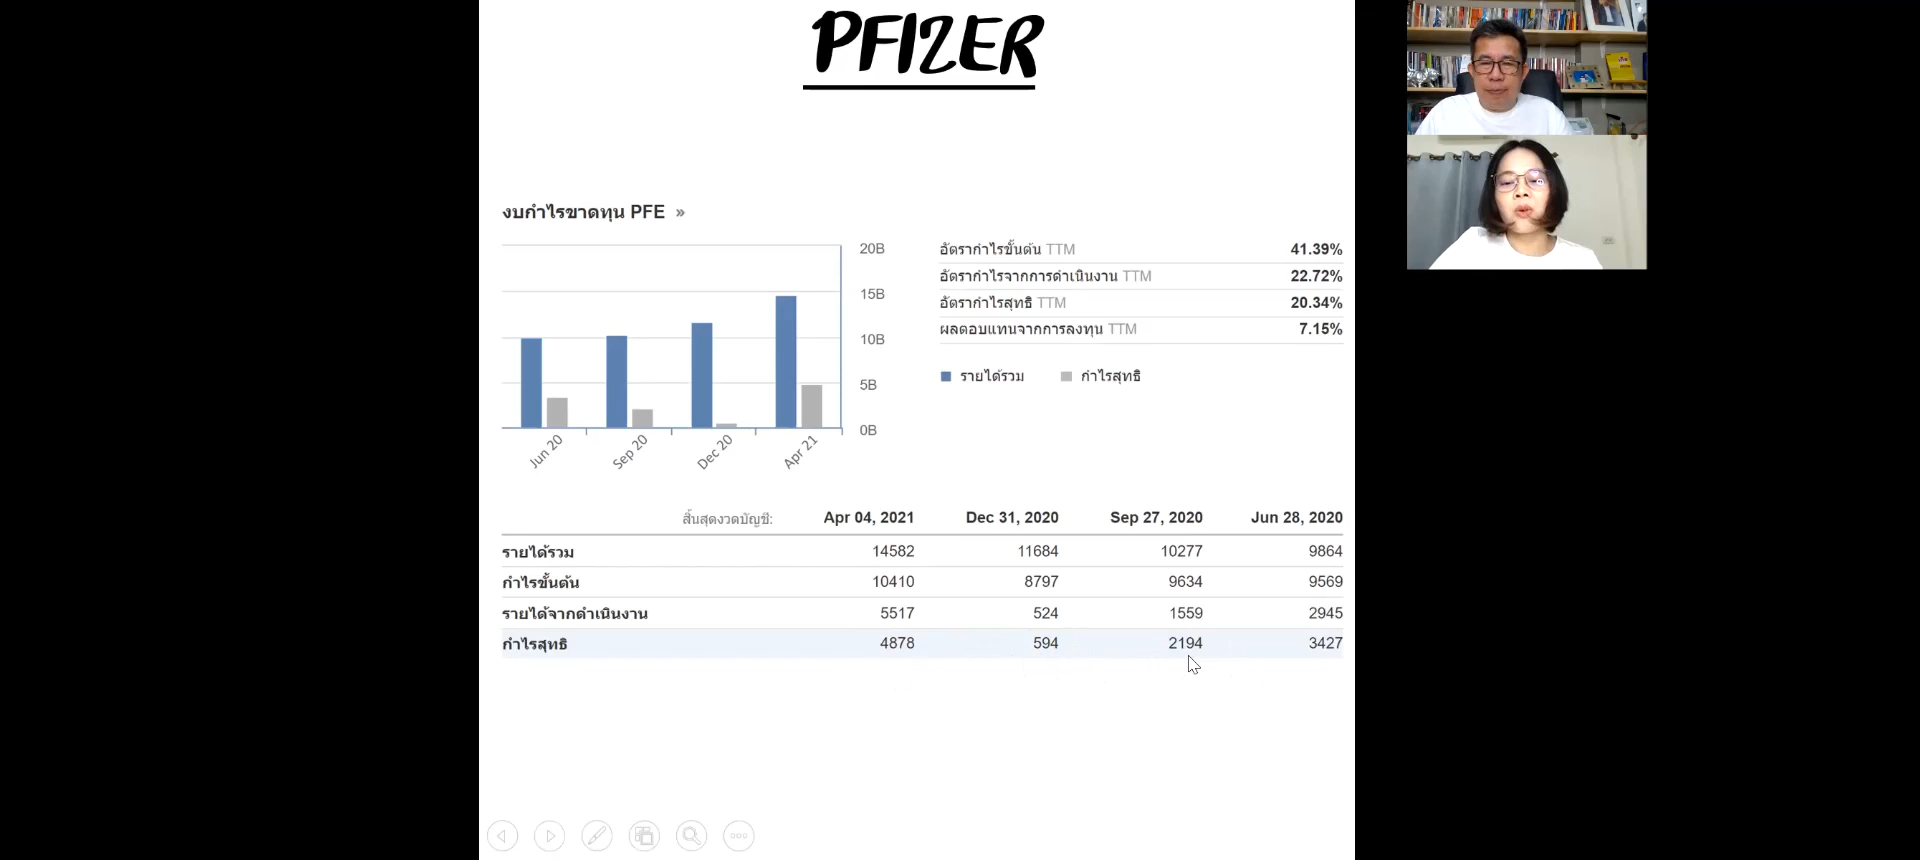 PFIZER
งบกำไรขาดทุน PFE »
20B
15B
10B
5B
0B
Jun 20
Sep 20
Dec 20
Apr 21
อัตรากำไรขั้นต้น TTM 41.39%
อัตรากำไรจากการดำเนินงาน TTM 22.72%
อัตรากำไรสุทธิ TTM 20.34%
ผลตอบแทนจากการลงทุน TTM 7.15%
รายได้รวม กำไรสุทธิ
สิ้นสุดงวดบัญชี: Apr 04, 2021 Dec 31, 2020 Sep 27, 2020 Jun 28, 2020
รายได้รวม 14582 11684 10277 9864
กำไรขั้นต้น 10410 8797 9634 9569
รายได้จากดำเนินงาน 5517 524 1559 2945
กำไรสุทธิ 4878 594 2194 3427